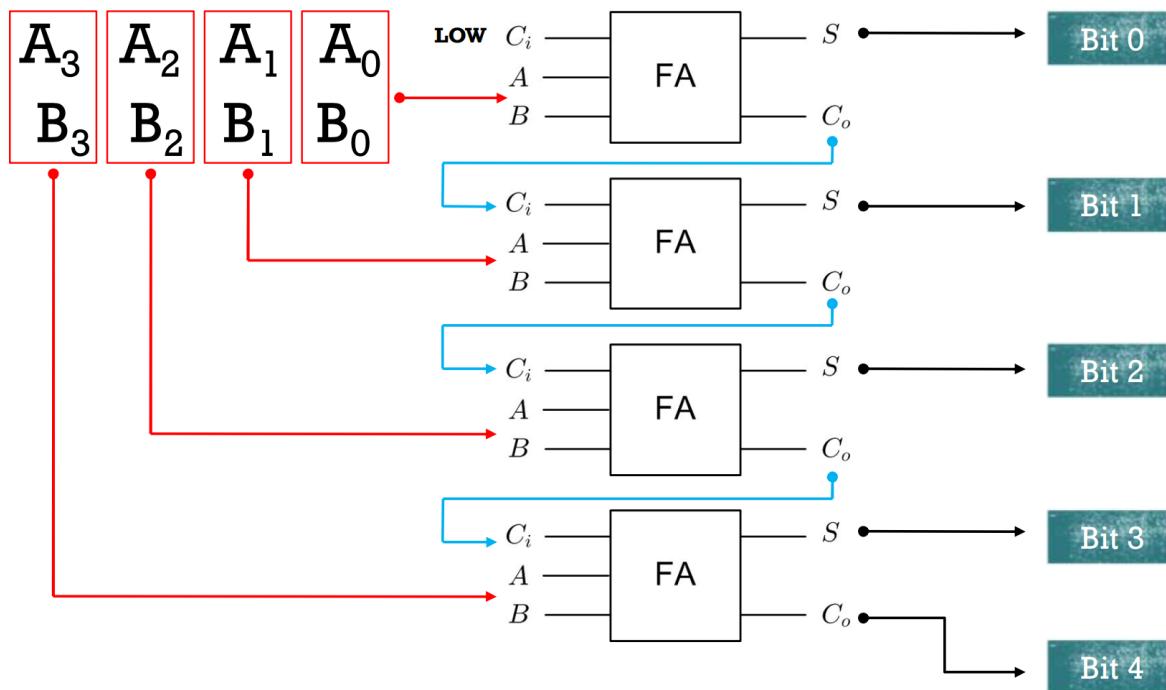 A₃ A₂ A₁ A₀
B₃ B₂ B₁ B₀
LOW Cᵢ
A
B
FA
S
Cₒ
Bit 0
Cᵢ
A
B
FA
S
Cₒ
Bit 1
Cᵢ
A
B
FA
S
Cₒ
Bit 2
Cᵢ
A
B
FA
S
Cₒ
Bit 3
Bit 4